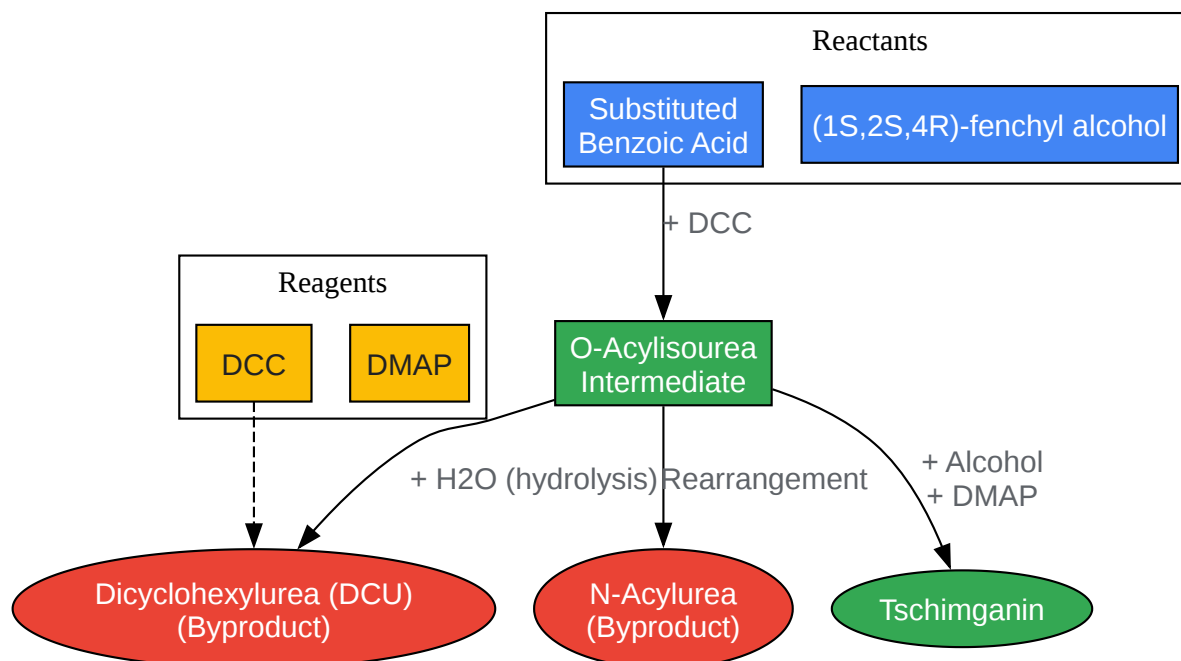 Reactants
Substituted
Benzoic Acid
(1S,2S,4R)-fenchyl alcohol
+ DCC
Reagents
DCC
DMAP
O-Acylisourea
Intermediate
+ H2O (hydrolysis)
Rearrangement
+ Alcohol
+ DMAP
Dicyclohexylurea (DCU)
(Byproduct)
N-Acylurea
(Byproduct)
Tschimganin